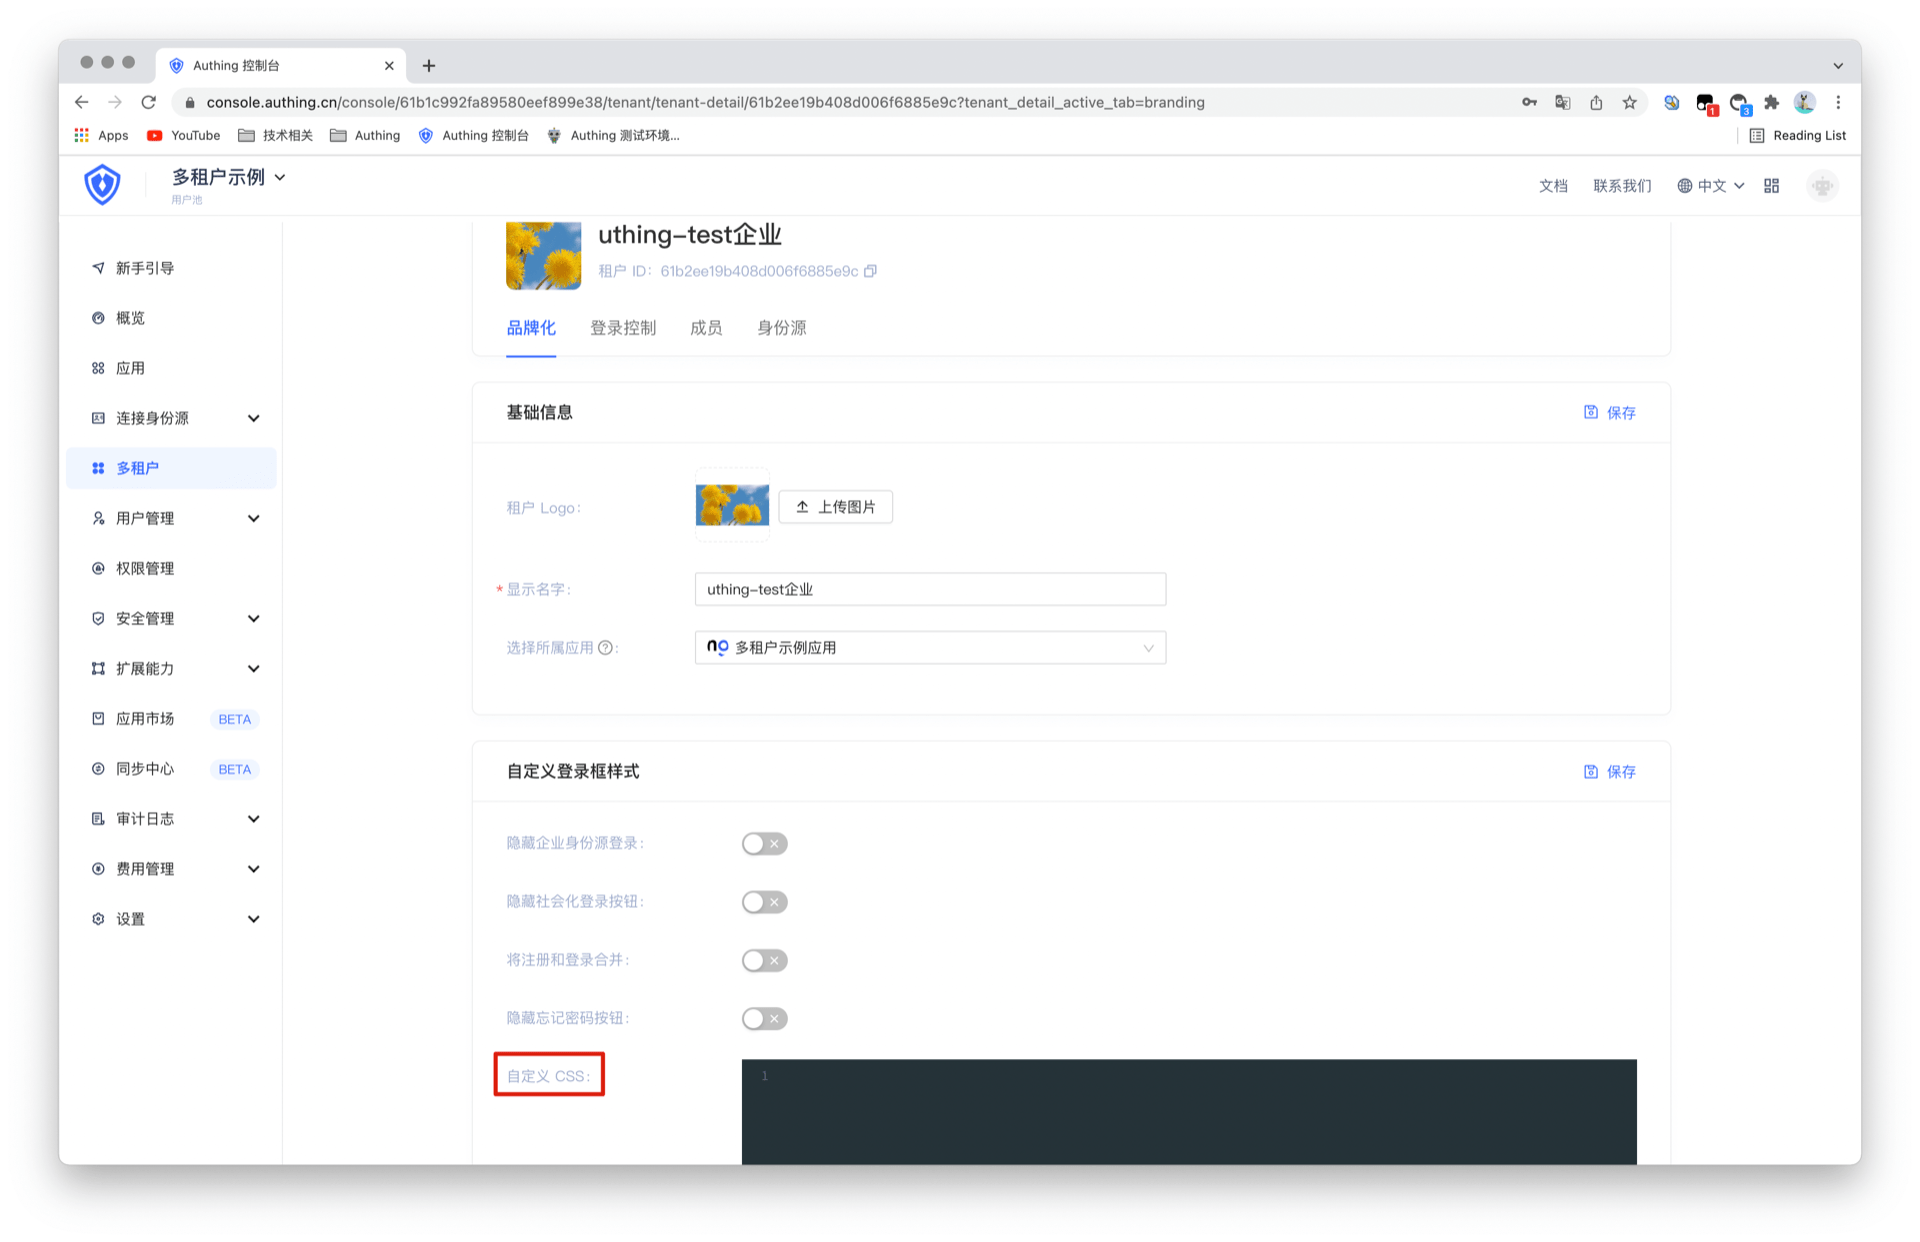 Authing 控制台
console.authing.cn/console/61b1c992fa89580eef899e38/tenant/tenant-detail/61b2ee19b408d006f6885e9c?tenant_detail_active_tab=branding
1
3
Apps YouTube 技术相关 Authing Authing 控制台 Authing 测试环境... Reading List
多租户示例
用户池
文档 联系我们 中文
新手引导
概览
应用
连接身份源
多租户
用户管理
权限管理
安全管理
扩展能力
应用市场 BETA
同步中心 BETA
审计日志
费用管理
设置
uthing-test企业
租户 ID: 61b2ee19b408d006f6885e9c
品牌化 登录控制 成员 身份源
基础信息 保存
租户 Logo: 上传图片
* 显示名字: uthing-test企业
选择所属应用 ? : 多租户示例应用
自定义登录框样式 保存
隐藏企业身份源登录:
隐藏社会化登录按钮:
将注册和登录合并:
隐藏忘记密码按钮:
自定义 CSS: 1